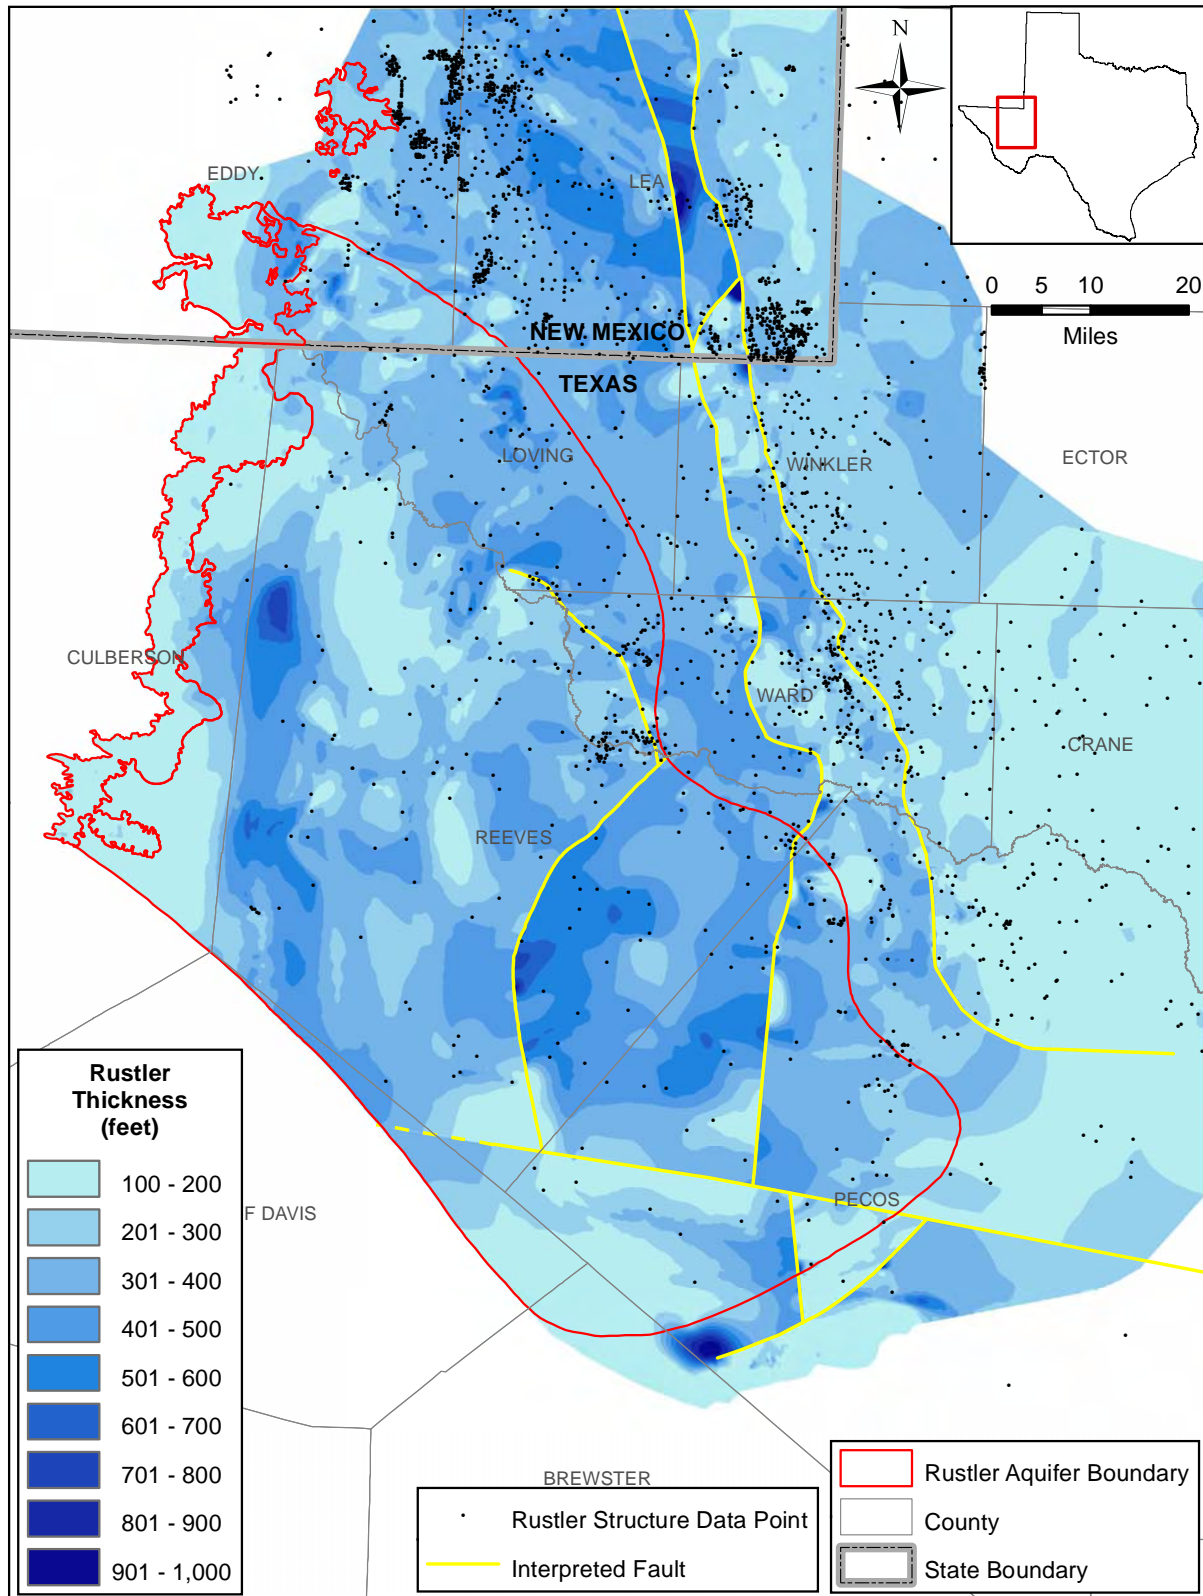 N
EDDY
LEA
0 5 10 20
Miles
NEW MEXICO
TEXAS
LOVING
WINKLER
ECTOR
CULBERSON
WARD
CRANE
REEVES
PECOS
F DAVIS
BREWSTER
Rustler
Thickness
(feet)
100 - 200
201 - 300
301 - 400
401 - 500
501 - 600
601 - 700
701 - 800
801 - 900
901 - 1,000
Rustler Structure Data Point
Interpreted Fault
Rustler Aquifer Boundary
County
State Boundary